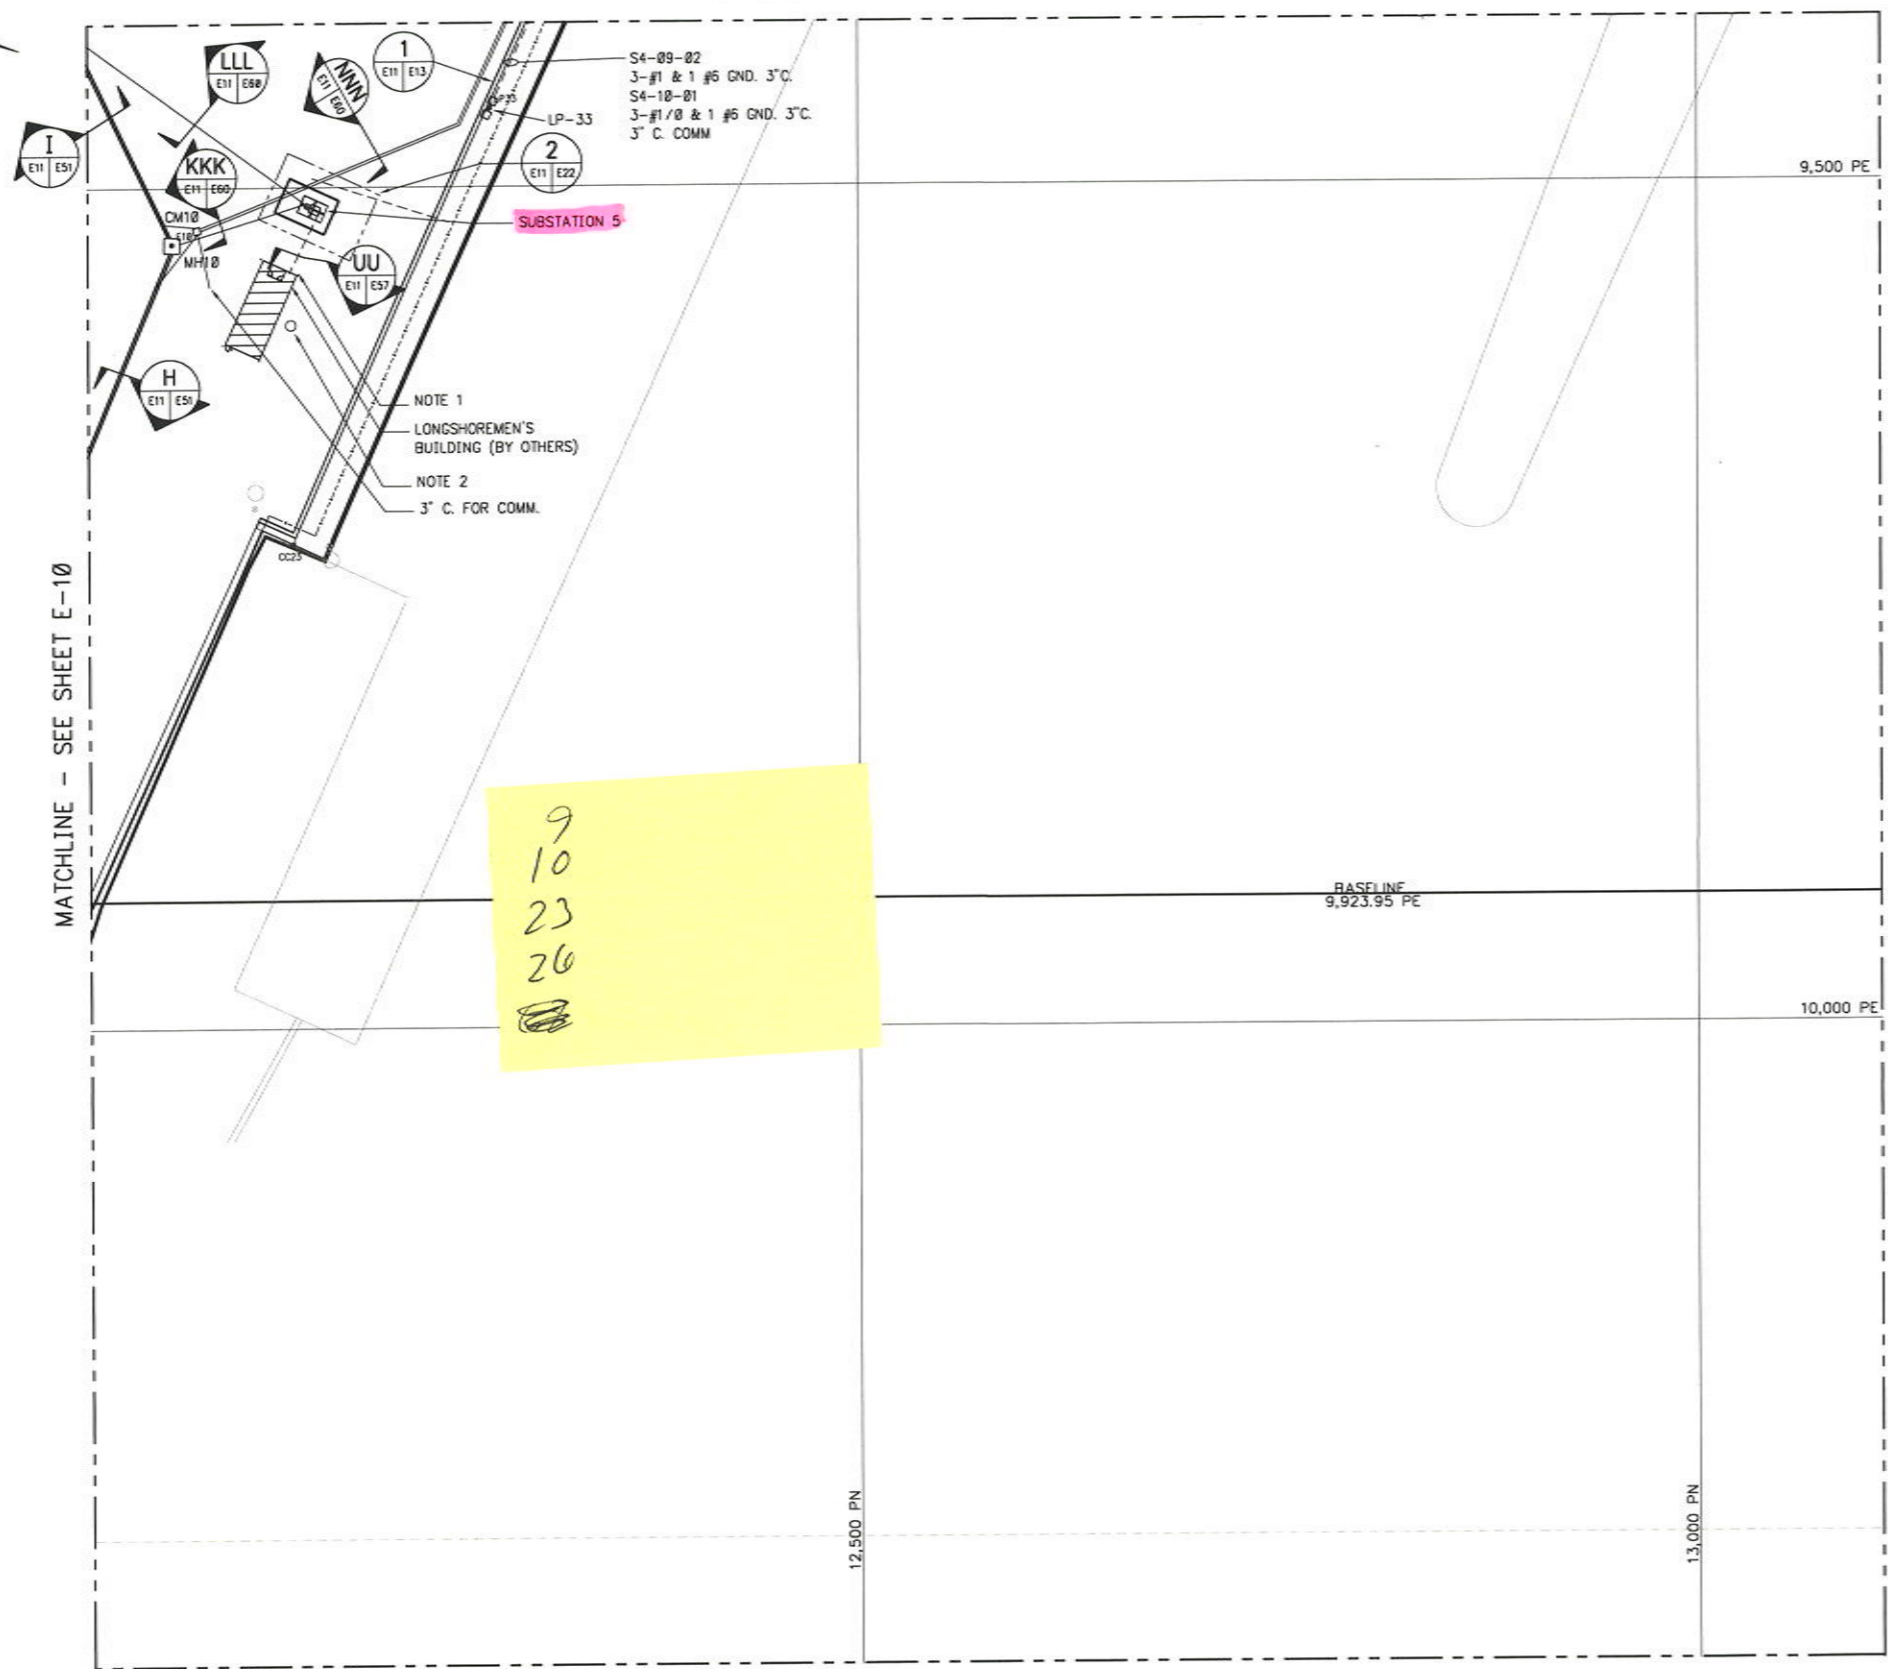 LLL
E11 E60
NNN
E11 E60
1
E11 E13
S4-09-02
3-#1 & 1 #6 GND. 3"C.
S4-10-01
3-#1/0 & 1 #6 GND. 3"C.
3" C. COMM
LP-33
I
E11 E51
KKK
E11 E60
2
E11 E22
9,500 PE
SUBSTATION 5
CM10
E10
MH10
UU
E11 E57
H
E11 E51
NOTE 1
LONGSHOREMEN'S
BUILDING (BY OTHERS)
NOTE 2
3" C. FOR COMM.
CC23
MATCHLINE - SEE SHEET E-10
9
10
23
26
BASELINE
9,923.95 PE
10,000 PE
12,500 PN
13,000 PN